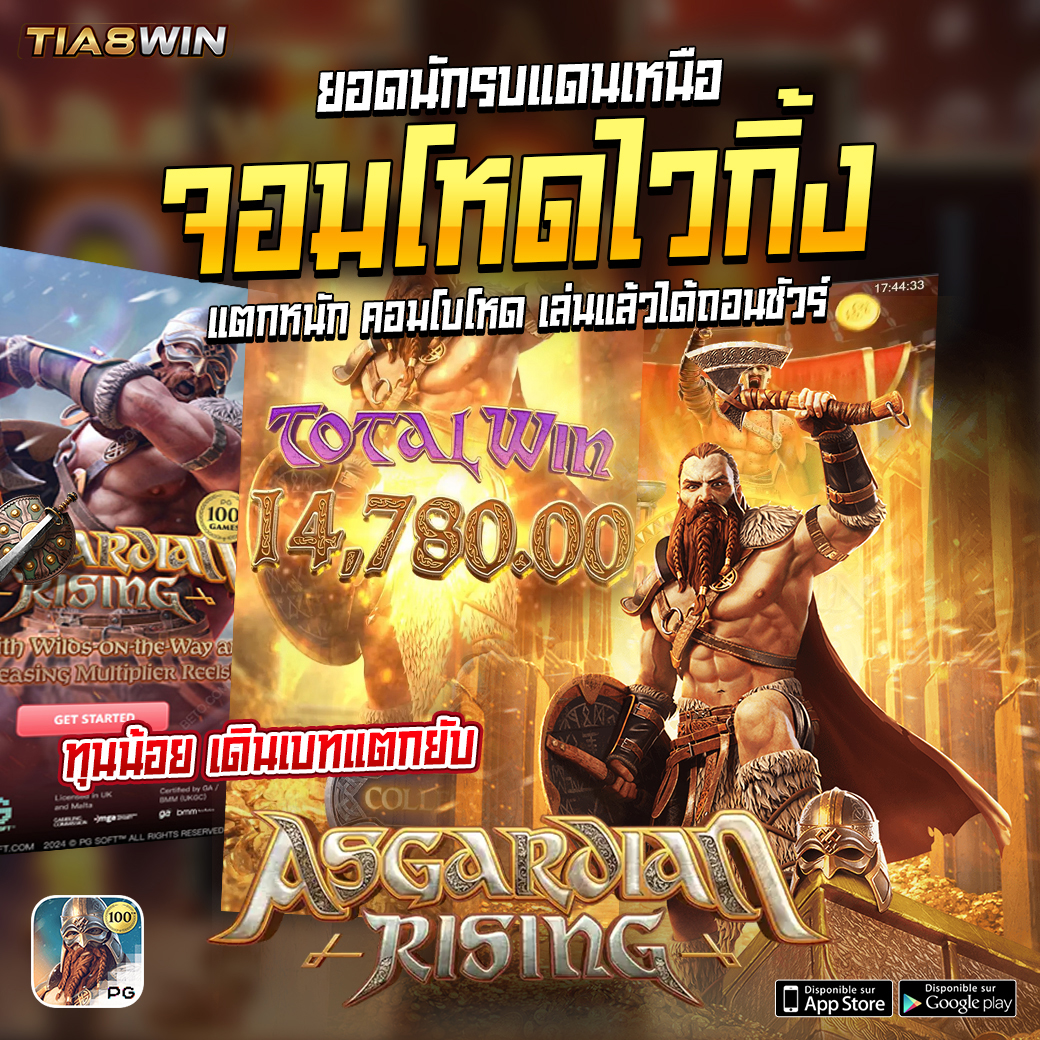 TIA8WIN
ยอดนักรบแดนเหนือ
จอมโหดไวกิ้ง
แตกหนัก คอมโบโหด เล่นแล้วได้ถอนชัวร์
17:44:33
TOTAL WIN
14,780.00
PG
100
GAMES
RISING
Wilds-on-the-Way
Multiplier Reels
GET STARTED
ทุนน้อย เดินเบทแตกยับ
Licensed in UK
and Malta
Certified by GA /
BMM (UKGC)
GAMBLING
COMMISSION
mga
ga bmm
2024 © PG SOFT™ ALL RIGHTS RESERVED
ASGARDIAN
RISING
100
PG
Disponible sur
App Store
Disponible sur
Google play